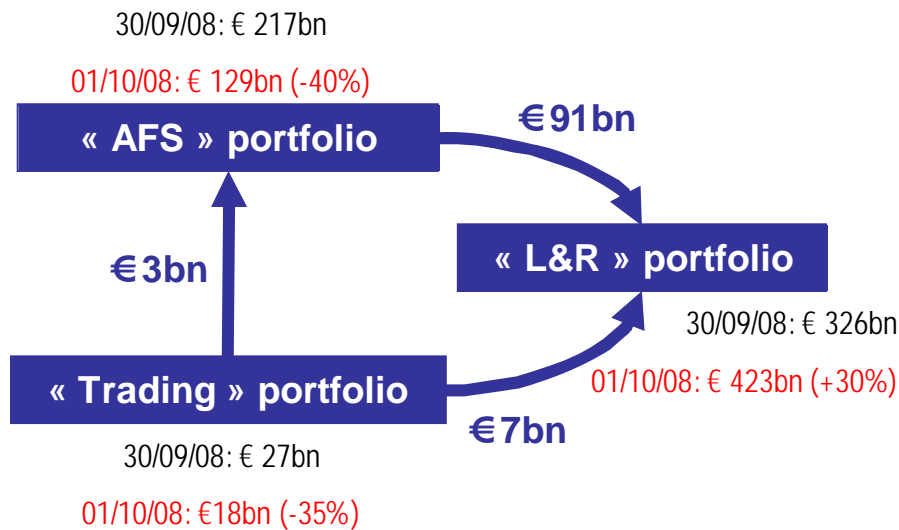 30/09/08: € 217bn
01/10/08: € 129bn (-40%)
« AFS » portfolio
€91bn
€3bn
« L&R » portfolio
30/09/08: € 326bn
01/10/08: € 423bn (+30%)
« Trading » portfolio
€7bn
30/09/08: € 27bn
01/10/08: €18bn (-35%)